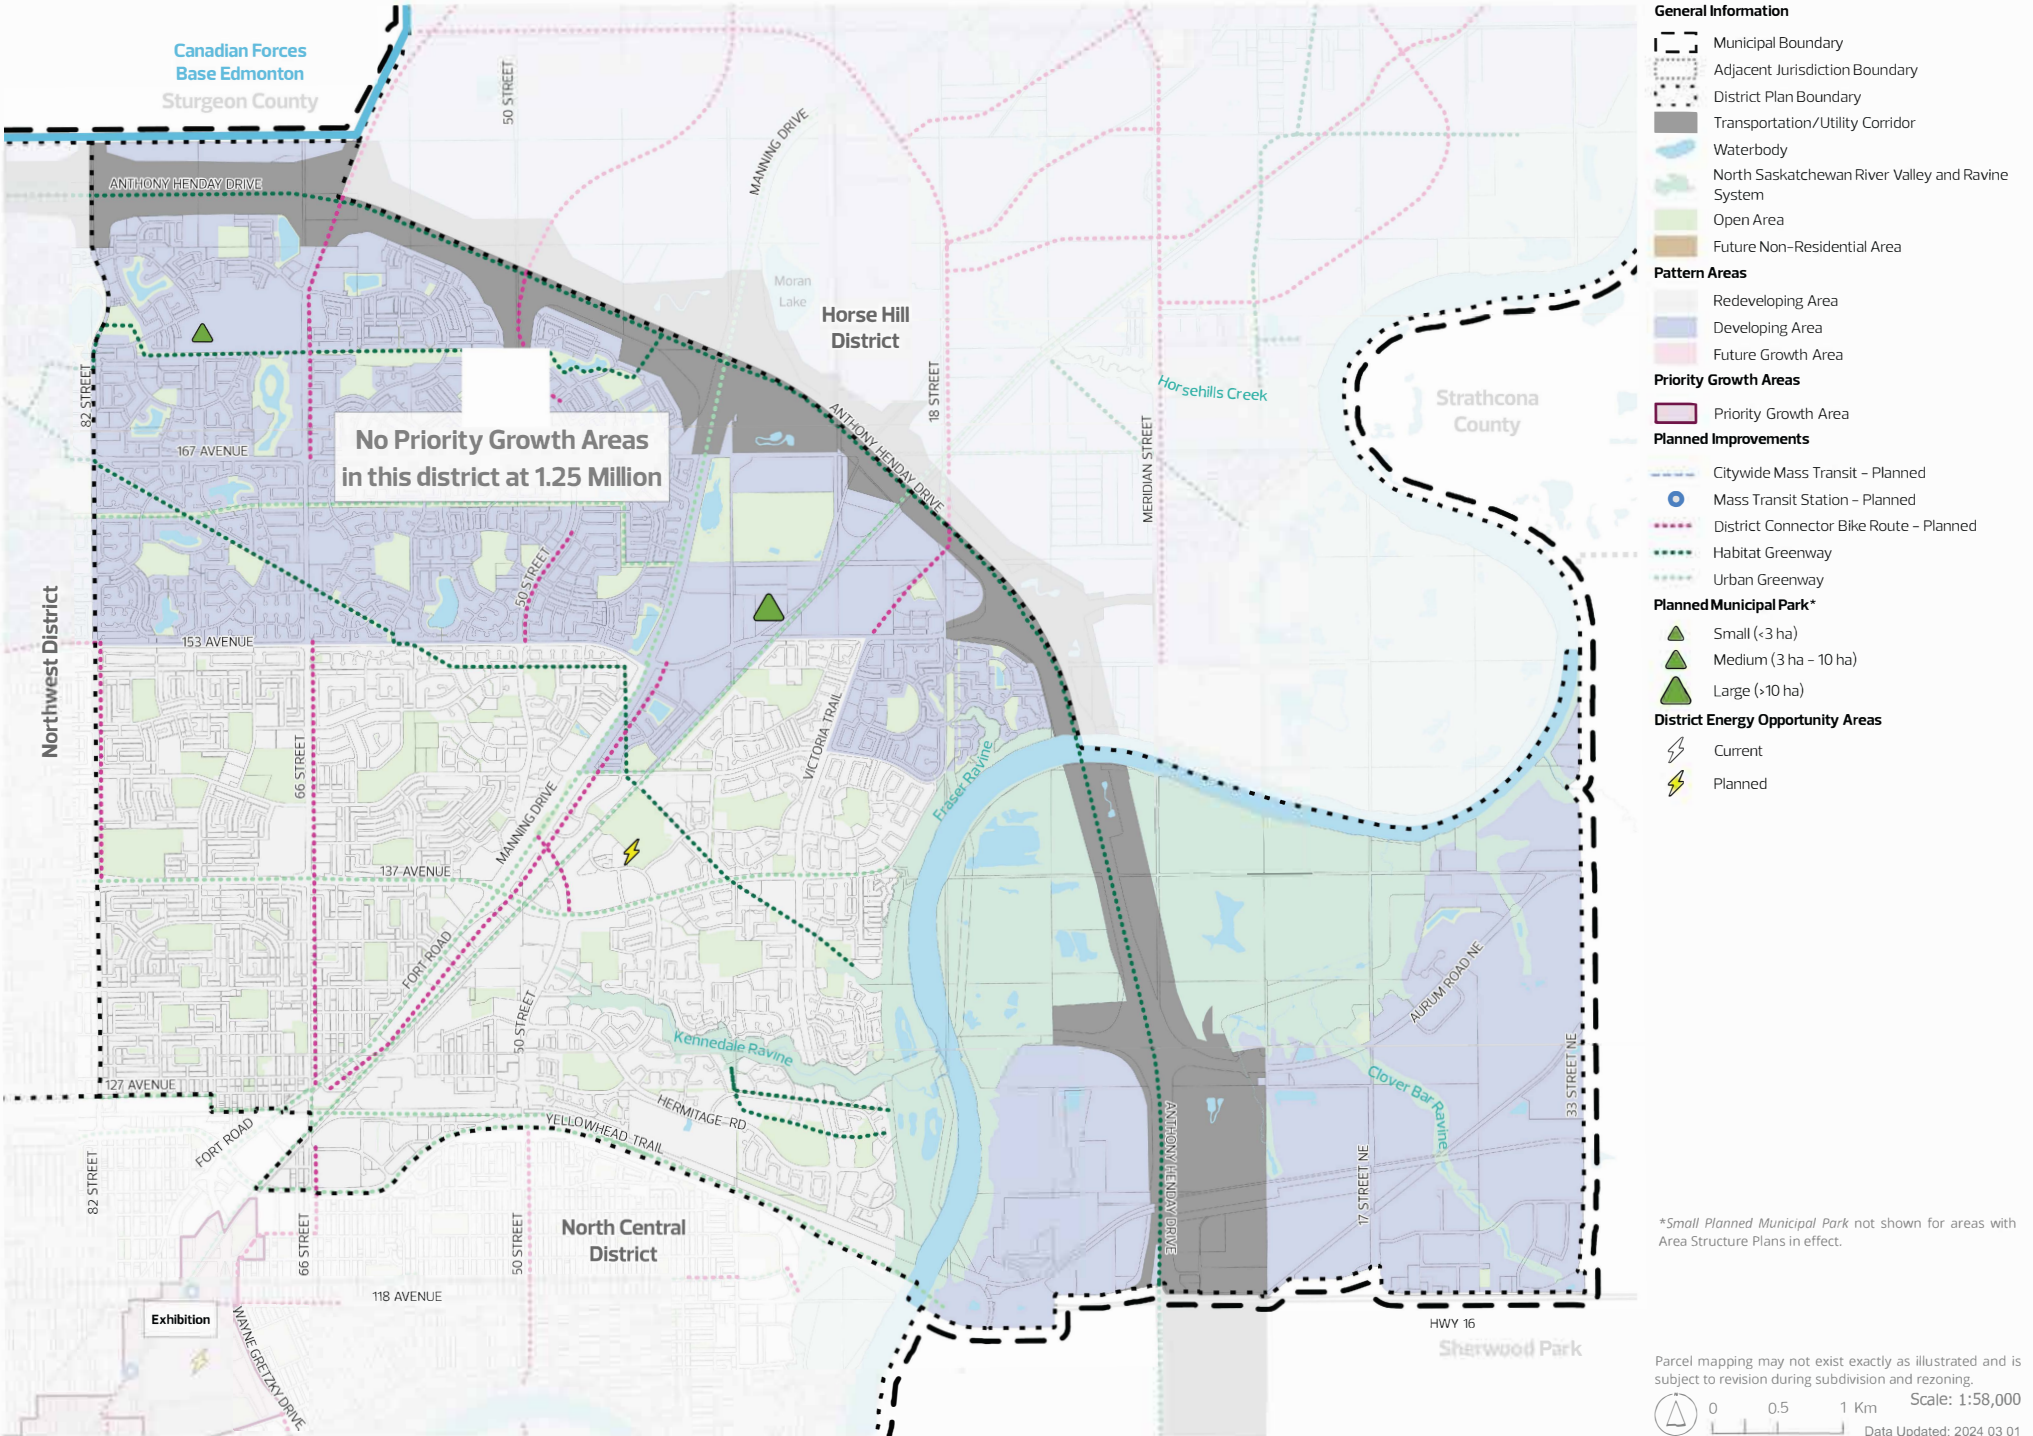 Canadian Forces
Base Edmonton
Sturgeon County
50 STREET
MANNING DRIVE
ANTHONY HENDAY DRIVE
Moran
Lake
Horse Hill
District
18 STREET
82 STREET
Horsehills Creek
Strathcona
County
MERIDIAN STREET
ANTHONY HENDAY DRIVE
No Priority Growth Areas
in this district at 1.25 Million
167 AVENUE
50 STREET
Northwest District
153 AVENUE
66 STREET
VICTORIA TRAIL
MANNING DRIVE
Fraser Ravine
137 AVENUE
FORT ROAD
AURUM ROAD NE
50 STREET
Kennedale Ravine
33 STREET NE
Clover Bar Ravine
127 AVENUE
HERMITAGE RD
YELLOWHEAD TRAIL
FORT ROAD
ANTHONY HENDAY DRIVE
17 STREET NE
82 STREET
66 STREET
50 STREET
North Central
District
118 AVENUE
Exhibition
WAYNE GRETZKY DRIVE
HWY 16
Sherwood Park
General Information
Municipal Boundary
Adjacent Jurisdiction Boundary
District Plan Boundary
Transportation/Utility Corridor
Waterbody
North Saskatchewan River Valley and Ravine
System
Open Area
Future Non-Residential Area
Pattern Areas
Redeveloping Area
Developing Area
Future Growth Area
Priority Growth Areas
Priority Growth Area
Planned Improvements
Citywide Mass Transit - Planned
Mass Transit Station - Planned
District Connector Bike Route - Planned
Habitat Greenway
Urban Greenway
Planned Municipal Park*
Small (<3 ha)
Medium (3 ha - 10 ha)
Large (>10 ha)
District Energy Opportunity Areas
Current
Planned
*Small Planned Municipal Park not shown for areas with
Area Structure Plans in effect.
Parcel mapping may not exist exactly as illustrated and is
subject to revision during subdivision and rezoning.
0 0.5 1 Km
Scale: 1:58,000
Data Updated: 2024 03 01